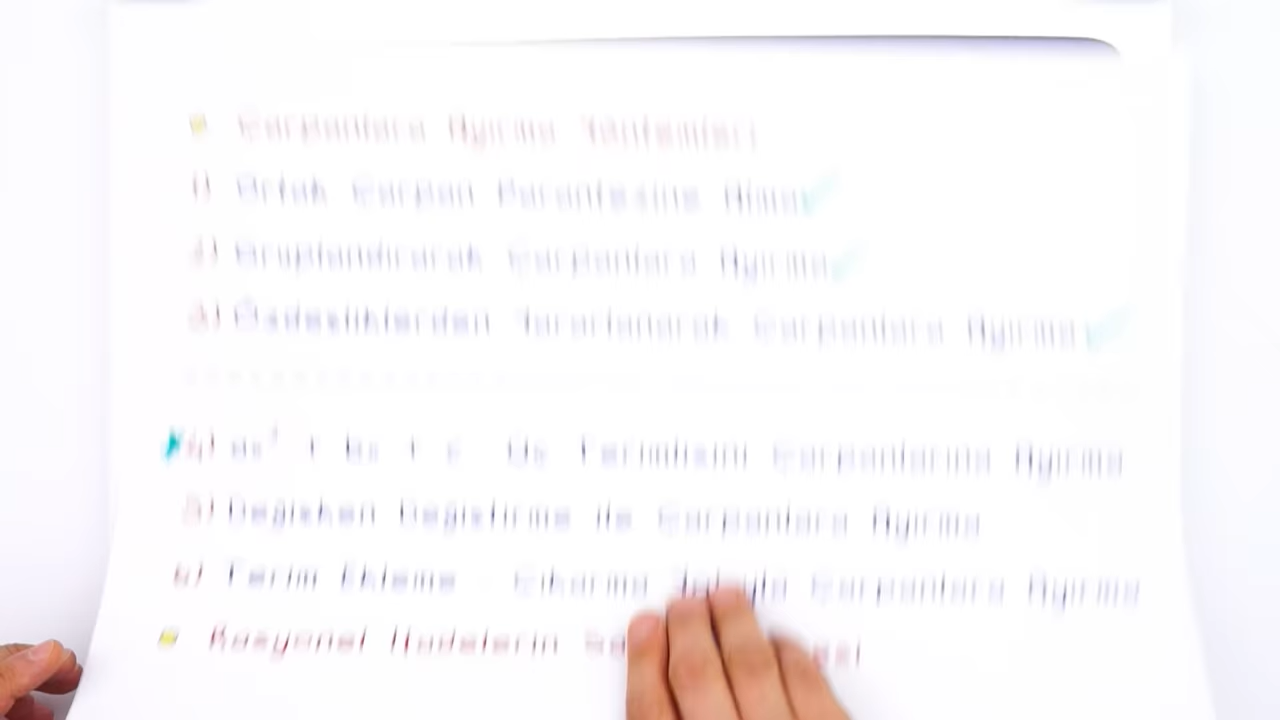 Çarpanlara Ayırma Yöntemleri
1) Ortak Çarpan Parantezine Alma
2) Gruplandırarak Çarpanlara Ayırma
3) Özdeşliklerden Yararlanarak Çarpanlara Ayırma
4) ax² + bx + c Üç Terimlisini Çarpanlarına Ayırma
5) Değişken Değiştirme ile Çarpanlara Ayırma
6) Terim Ekleme - Çıkarma Yoluyla Çarpanlara Ayırma
Rasyonel İfadelerin